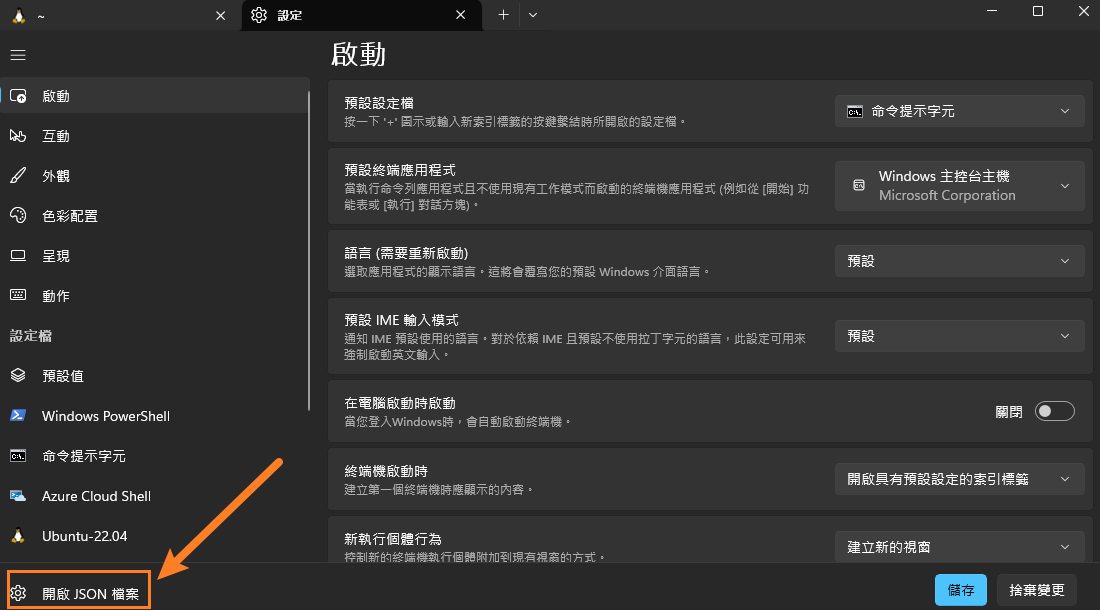 ~
設定
啟動
互動
外觀
色彩配置
呈現
動作
設定檔
預設值
Windows PowerShell
命令提示字元
Azure Cloud Shell
Ubuntu-22.04
開啟 JSON 檔案
啟動
預設設定檔
按一下 '+' 圖示或輸入新索引標籤的按鍵繫結時所開啟的設定檔。
命令提示字元
預設終端應用程式
當執行命令列應用程式且不使用現有工作模式而啟動的終端機應用程式 (例如從 [開始] 功
能表或 [執行] 對話方塊)。
Windows 主控台主機
Microsoft Corporation
語言 (需要重新啟動)
選取應用程式的顯示語言。這將會覆寫您的預設 Windows 介面語言。
預設
預設 IME 輸入模式
通知 IME 預設使用的語言。對於依賴 IME 且預設不使用拉丁字元的語言，此設定可用來
強制啟動英文輸入。
預設
在電腦啟動時啟動
當您登入Windows時，會自動啟動終端機。
關閉
終端機啟動時
建立第一個終端機時應顯示的內容。
開啟具有預設設定的索引標籤
新執行個體行為
控制新的終端機執行個體附加到現有視窗的方式。
建立新的視窗
儲存
捨棄變更